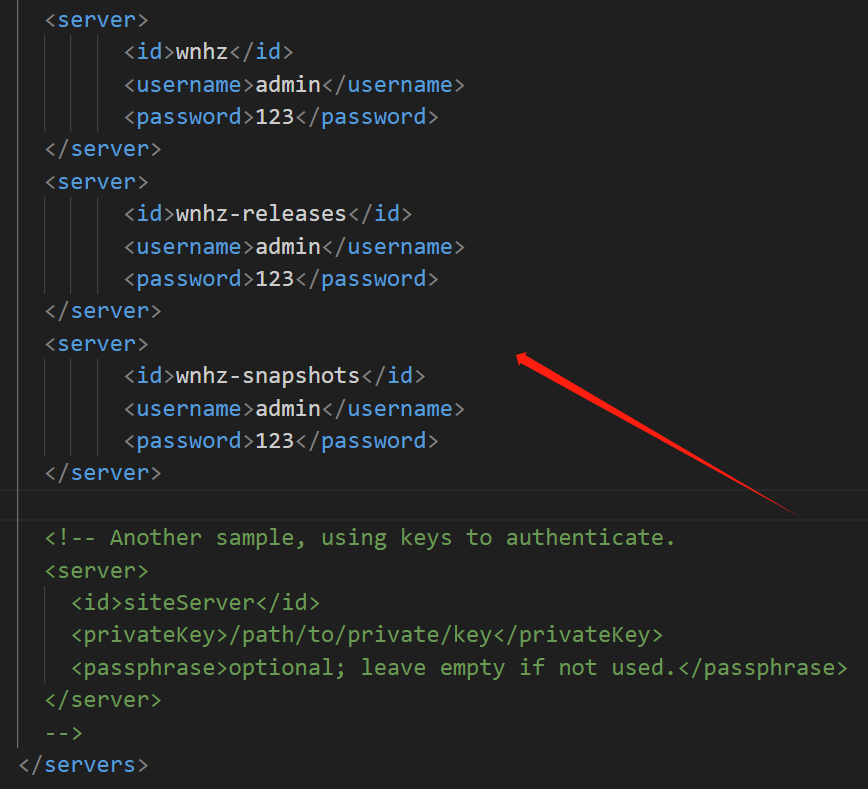 <server>
<id>wnhz</id>
<username>admin</username>
<password>123</password>
</server>
<server>
<id>wnhz-releases</id>
<username>admin</username>
<password>123</password>
</server>
<server>
<id>wnhz-snapshots</id>
<username>admin</username>
<password>123</password>
</server>
<!-- Another sample, using keys to authenticate.
<server>
<id>siteServer</id>
<privateKey>/path/to/private/key</privateKey>
<passphrase>optional; leave empty if not used.</passphrase>
</server>
-->
</servers>